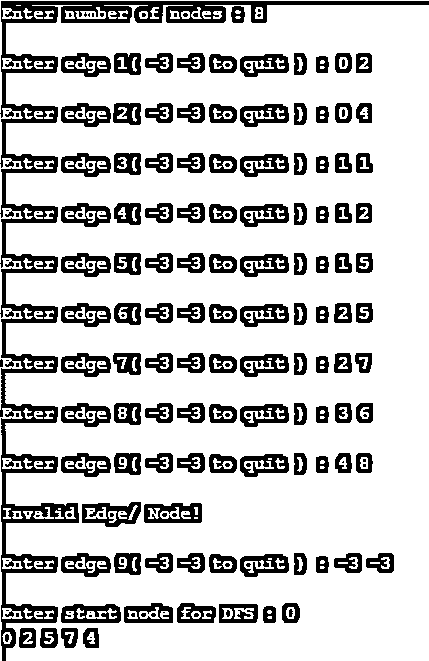 Enter number of nodes : 8
Enter edge 1( -3 -3 to quit ) : 0 2
Enter edge 2( -3 -3 to quit ) : 0 4
Enter edge 3( -3 -3 to quit ) : 1 1
Enter edge 4( -3 -3 to quit ) : 1 2
Enter edge 5( -3 -3 to quit ) : 1 5
Enter edge 6( -3 -3 to quit ) : 2 5
Enter edge 7( -3 -3 to quit ) : 2 7
Enter edge 8( -3 -3 to quit ) : 3 6
Enter edge 9( -3 -3 to quit ) : 4 8
Invalid Edge/ Node!
Enter edge 9( -3 -3 to quit ) : -3 -3
Enter start node for DFS : 0
0 2 5 7 4